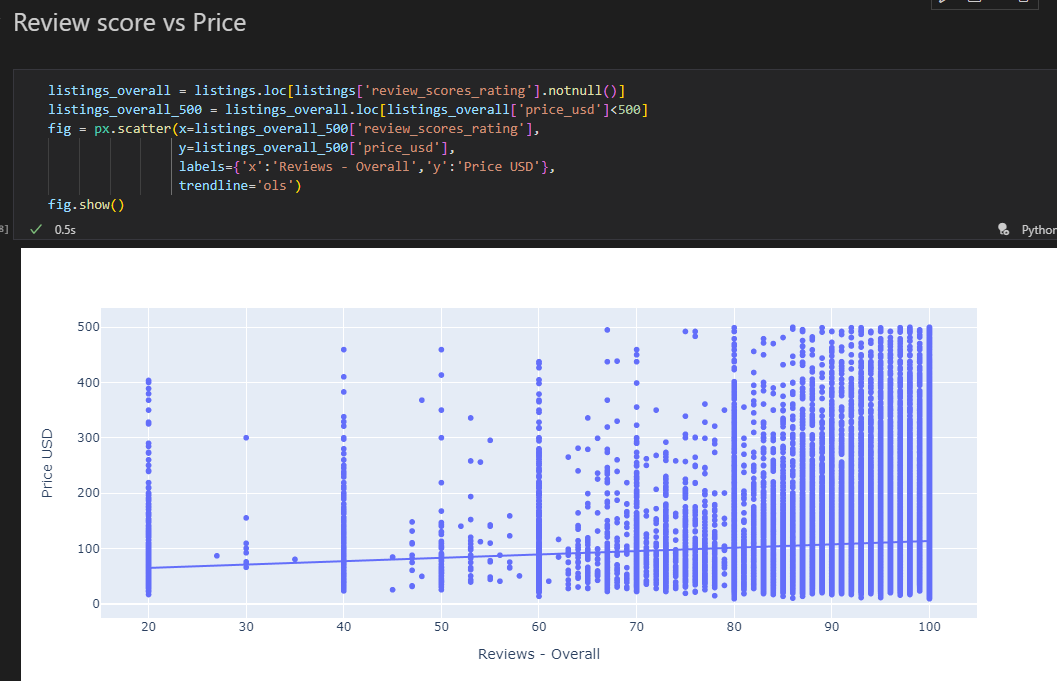 Review score vs Price
listings_overall = listings.loc[listings['review_scores_rating'].notnull()]
listings_overall_500 = listings_overall.loc[listings_overall['price_usd']<500]
fig = px.scatter(x=listings_overall_500['review_scores_rating'],
y=listings_overall_500['price_usd'],
labels={'x':'Reviews - Overall','y':'Price USD'},
trendline='ols')
fig.show()
0.5s
Price USD
500
400
300
200
100
0
20 30 40 50 60 70 80 90 100
Reviews - Overall